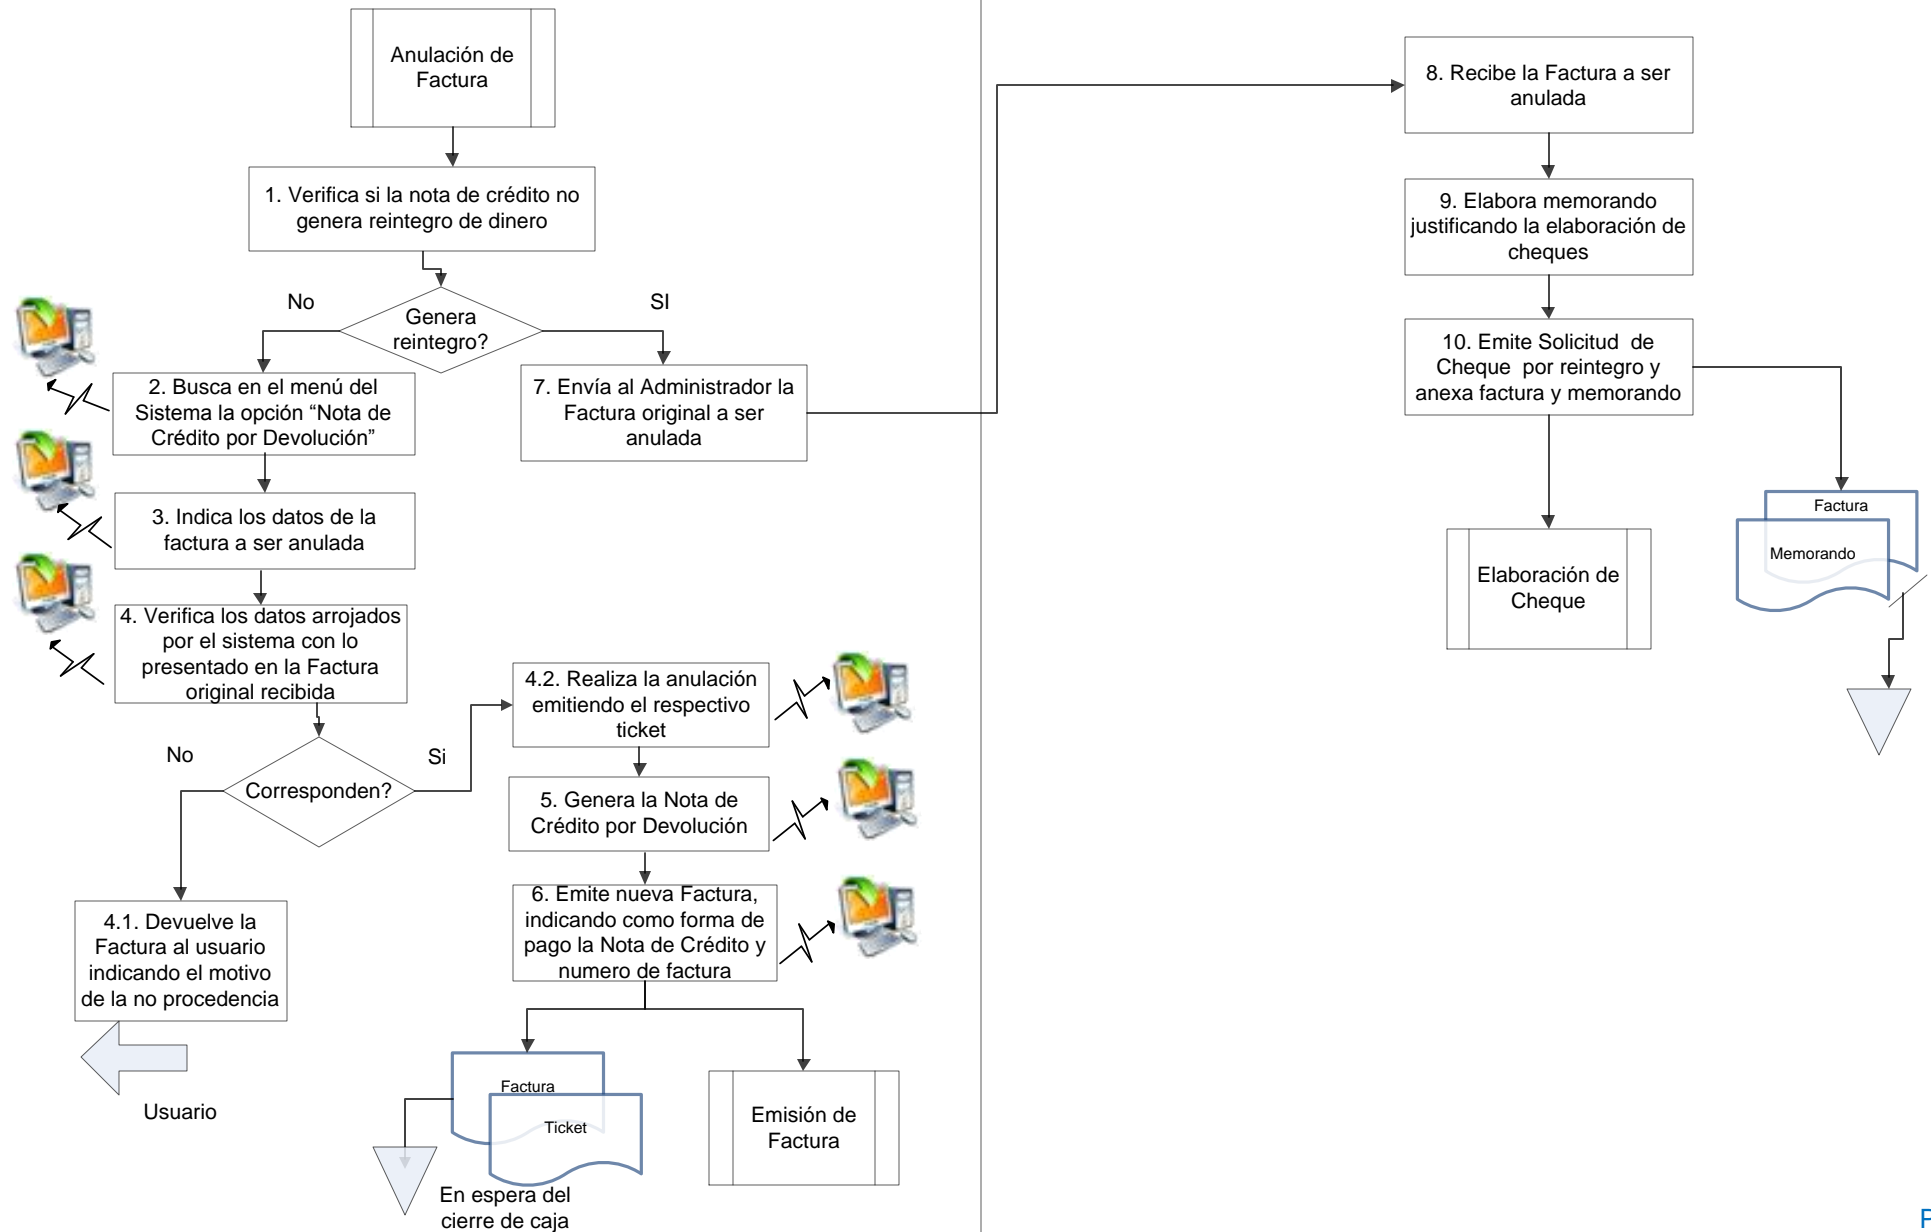 Anulación de
Factura
1. Verifica si la nota de crédito no
genera reintegro de dinero
No
SI
Genera
reintegro?
2. Busca en el menú del
Sistema la opción “Nota de
Crédito por Devolución”
7. Envía al Administrador la
Factura original a ser
anulada
3. Indica los datos de la
factura a ser anulada
4. Verifica los datos arrojados
por el sistema con lo
presentado en la Factura
original recibida
No
Si
Corresponden?
4.1. Devuelve la
Factura al usuario
indicando el motivo
de la no procedencia
Usuario
4.2. Realiza la anulación
emitiendo el respectivo
ticket
5. Genera la Nota de
Crédito por Devolución
6. Emite nueva Factura,
indicando como forma de
pago la Nota de Crédito y
numero de factura
Factura
Ticket
En espera del
cierre de caja
Emisión de
Factura
8. Recibe la Factura a ser
anulada
9. Elabora memorando
justificando la elaboración de
cheques
10. Emite Solicitud  de
Cheque  por reintegro y
anexa factura y memorando
Factura
Memorando
Elaboración de
Cheque